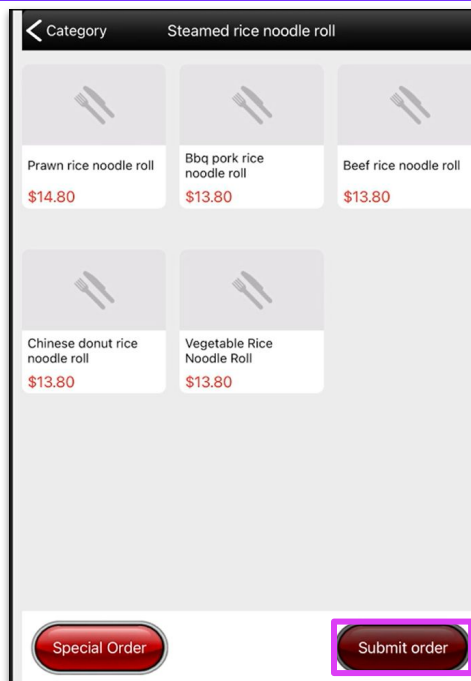 Category
Steamed rice noodle roll
Prawn rice noodle roll
$14.80
Bbq pork rice
noodle roll
$13.80
Beef rice noodle roll
$13.80
Chinese donut rice
noodle roll
$13.80
Vegetable Rice
Noodle Roll
$13.80
Special Order
Submit order